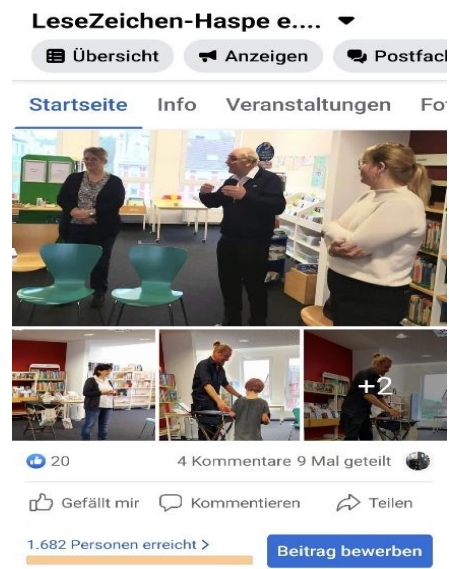 LeseZeichen-Haspe e....
Übersicht Anzeigen Postfach
Startseite Info Veranstaltungen Fo
+2
20 4 Kommentare 9 Mal geteilt
Gefällt mir Kommentieren Teilen
1.682 Personen erreicht >
Beitrag bewerben